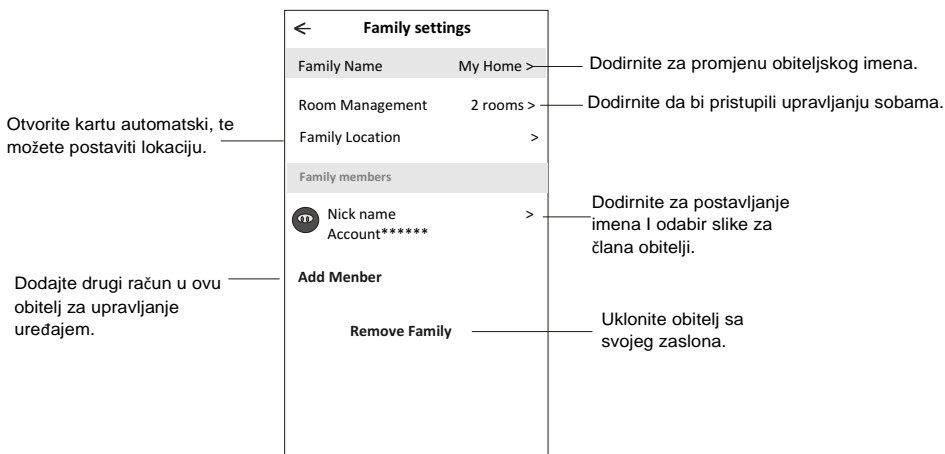 Family settings
Family Name My Home >
Dodirnite za promjenu obiteljskog imena.
Room Management 2 rooms >
Dodirnite da bi pristupili upravljanju sobama.
Otvorite kartu automatski, te
možete postaviti lokaciju.
Family Location >
Family members
Nick name >
Account******
Dodirnite za postavljanje
imena I odabir slike za
člana obitelji.
Dodajte drugi račun u ovu
obitelj za upravljanje
uređajem.
Add Menber
Remove Family
Uklonite obitelj sa
svojeg zaslona.